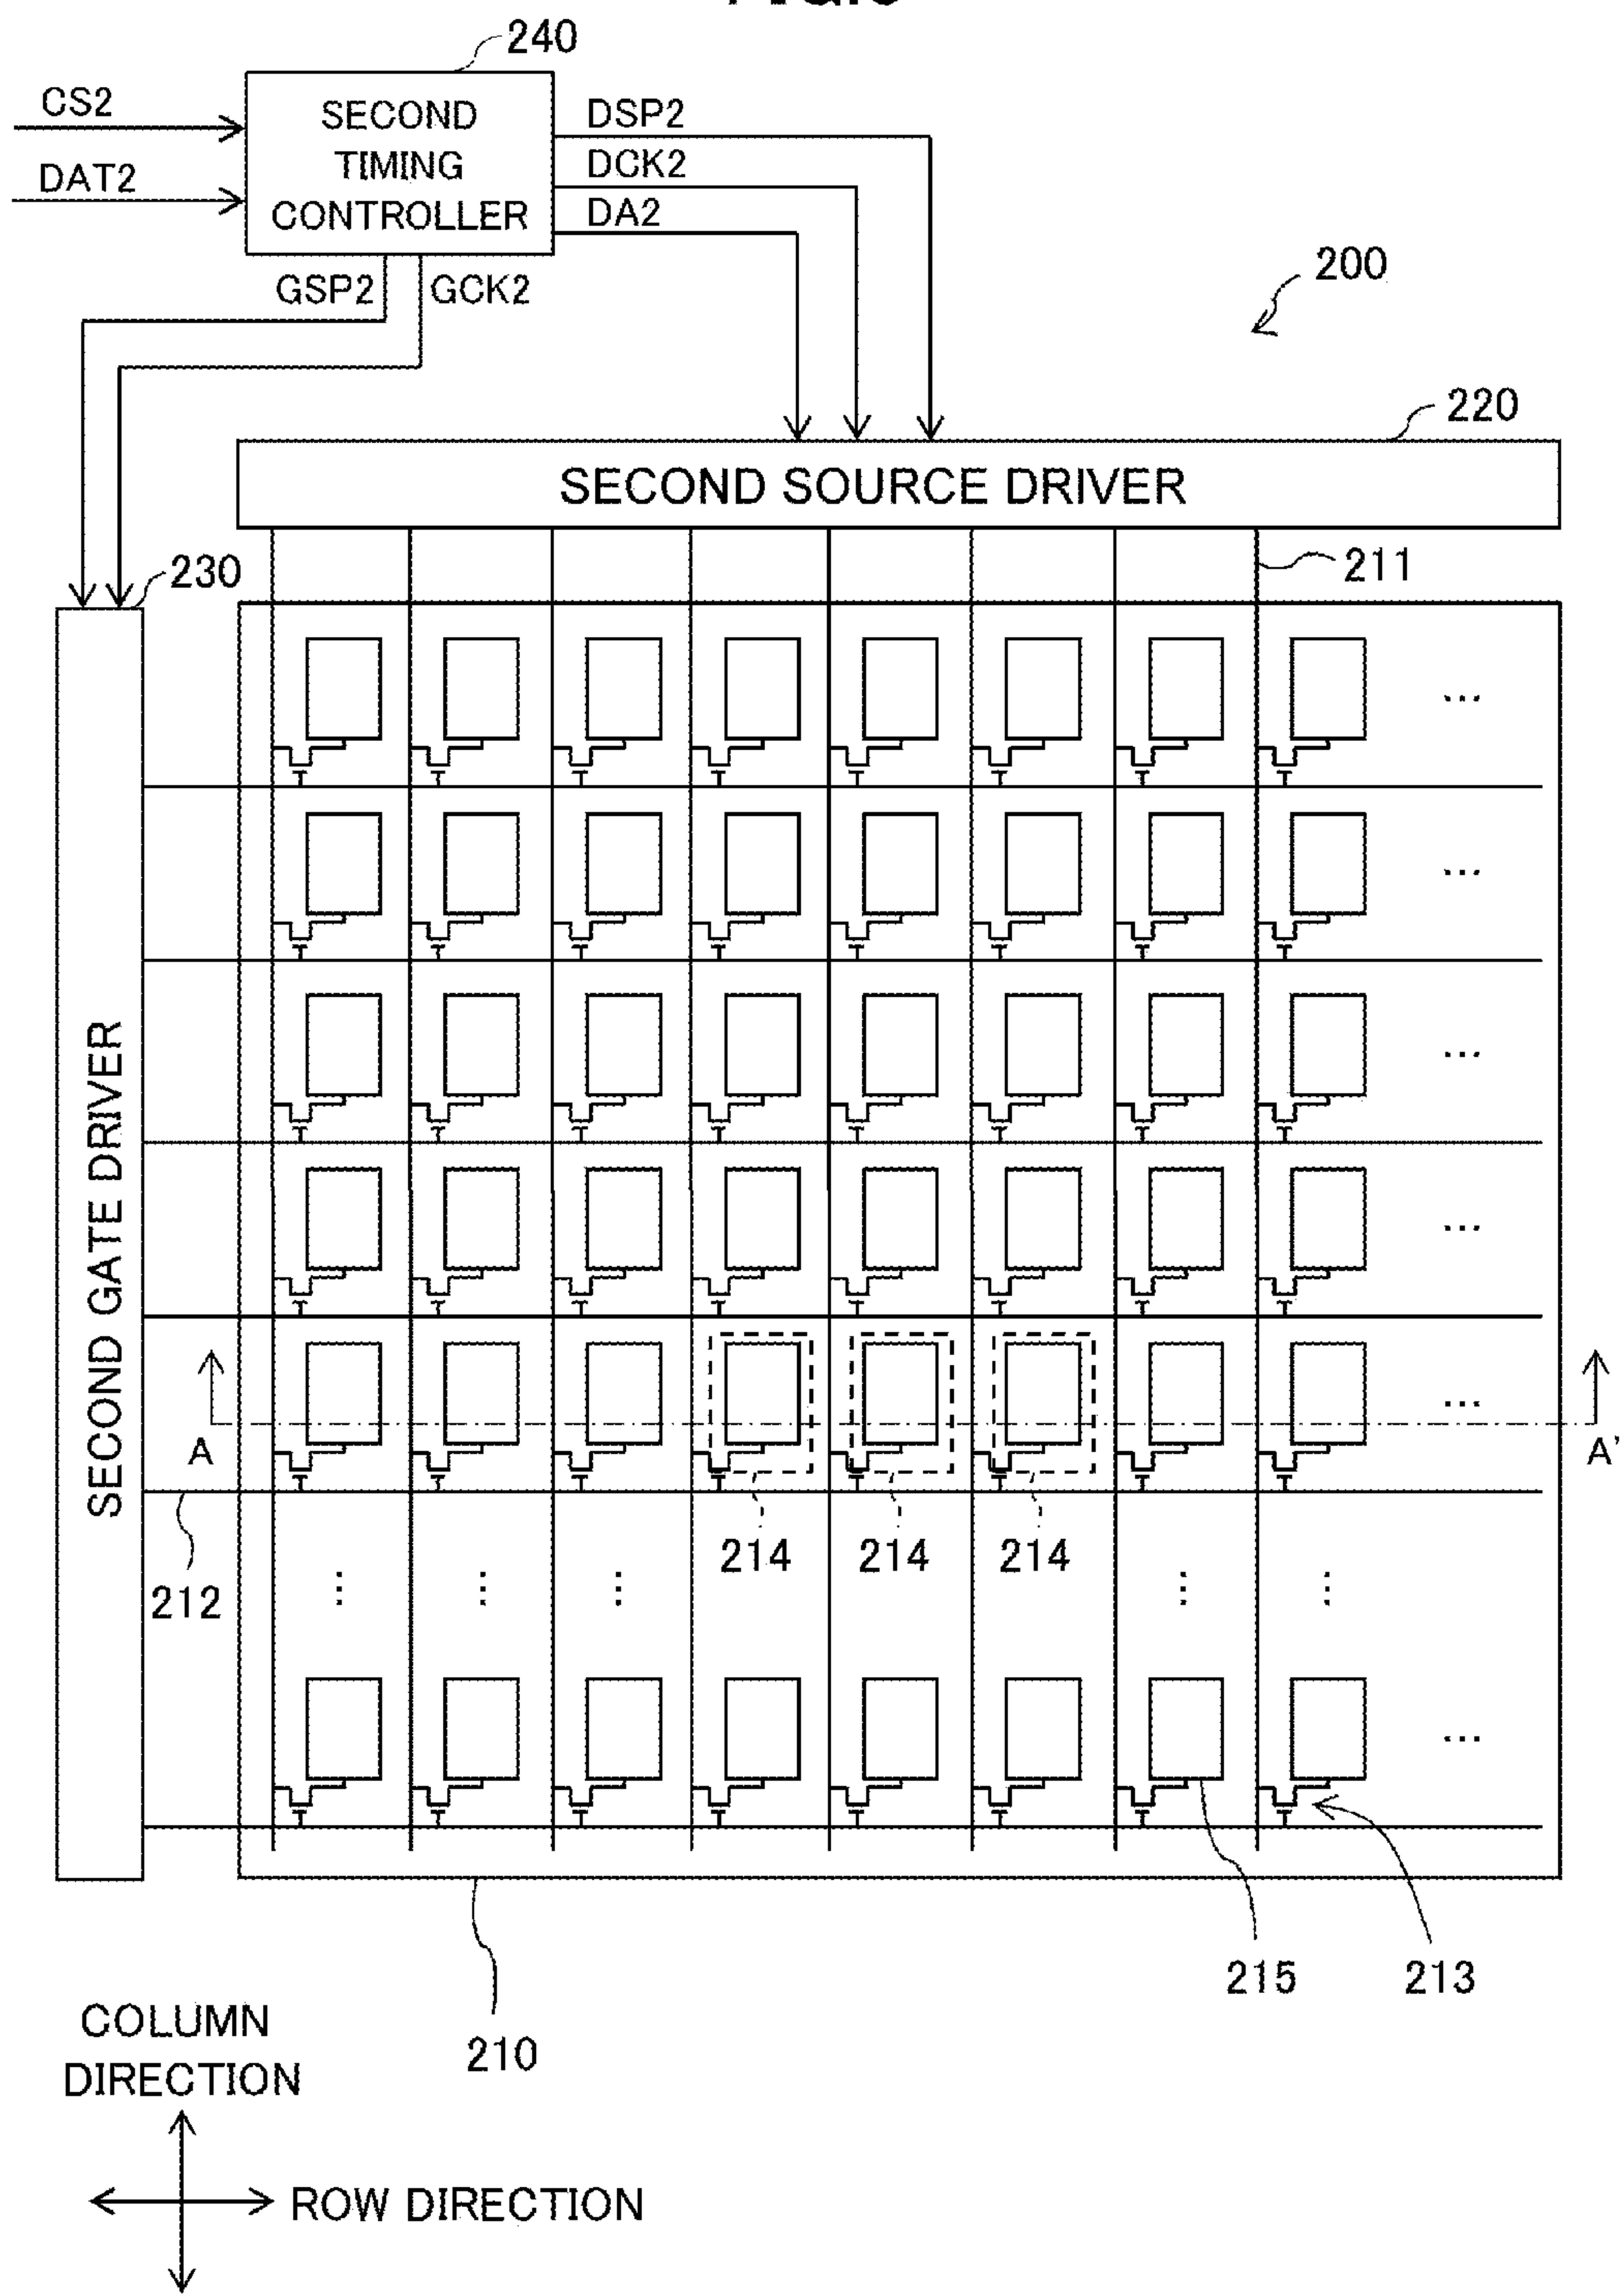 240
CS2
DAT2
SECOND
TIMING
CONTROLLER
DSP2
DCK2
DA2
GSP2
GCK2
200
220
SECOND SOURCE DRIVER
230
211
SECOND GATE DRIVER
...
...
...
...
...
A
A'
214
214
214
212
...
215
213
210
COLUMN
DIRECTION
ROW DIRECTION